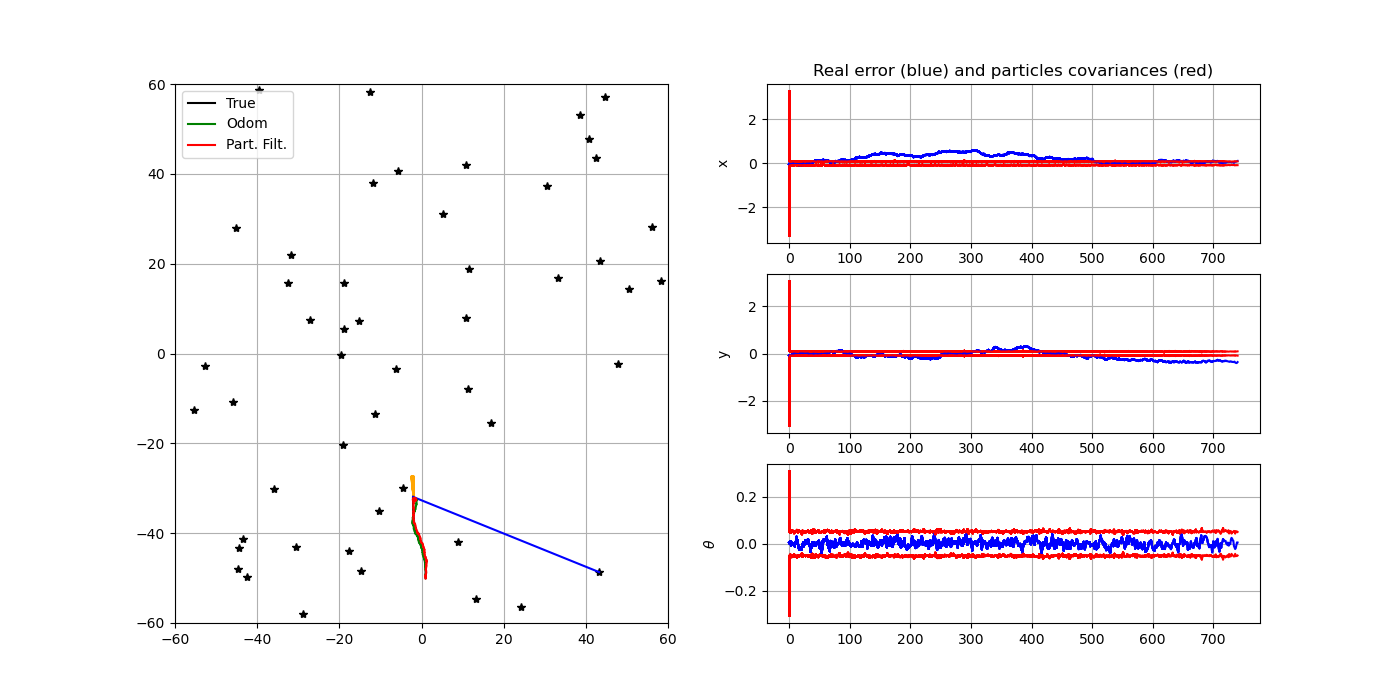 True
Odom
Part. Filt.
60
40
20
0
−20
−40
−60
−60 −40 −20 0 20 40 60
Real error (blue) and particles covariances (red)
x
2
0
−2
0 100 200 300 400 500 600 700
y
2
0
−2
0 100 200 300 400 500 600 700
θ
0.2
0.0
−0.2
0 100 200 300 400 500 600 700